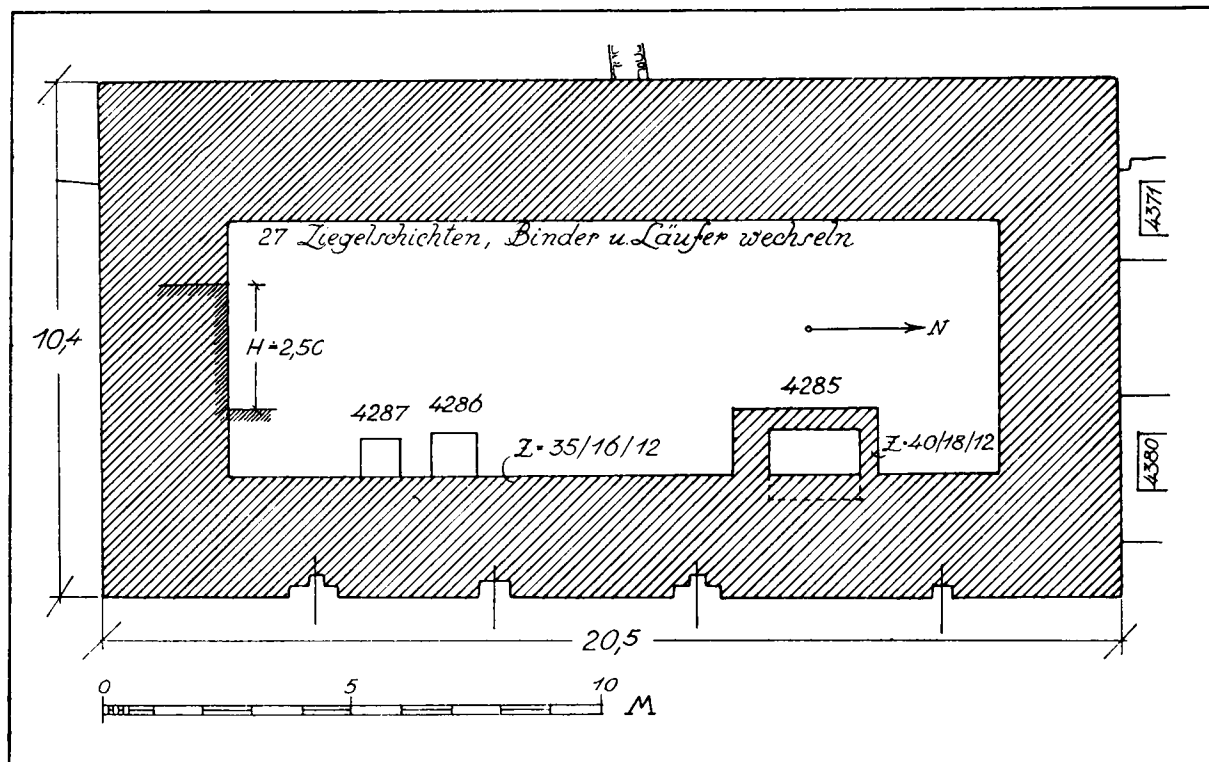 27 Ziegelschichten, Binder u. Läufer wechseln
4371
10,4
H=2,50
N
4285
4287
4286
Z=35/16/12
Z=40/18/12
4380
20,5
0 5 10 M